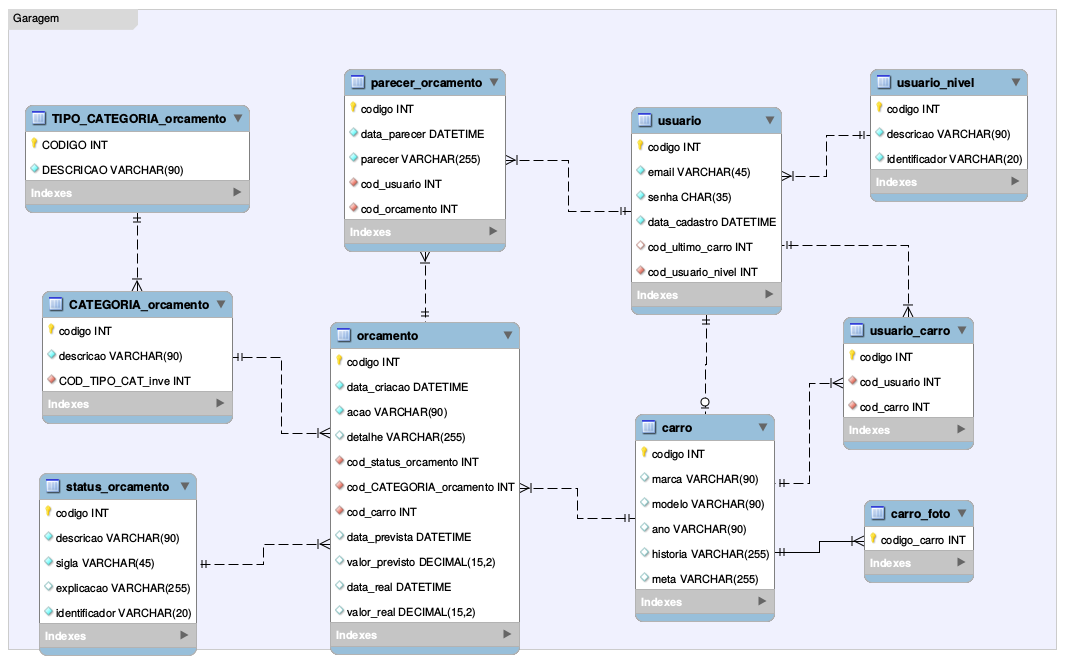 Garagem
TIPO_CATEGORIA_orcamento
CODIGO INT
DESCRICAO VARCHAR(90)
Indexes
parecer_orcamento
codigo INT
data_parecer DATETIME
parecer VARCHAR(255)
cod_usuario INT
cod_orcamento INT
Indexes
usuario
codigo INT
email VARCHAR(45)
senha CHAR(35)
data_cadastro DATETIME
cod_ultimo_carro INT
cod_usuario_nivel INT
Indexes
usuario_nivel
codigo INT
descricao VARCHAR(90)
identificador VARCHAR(20)
Indexes
CATEGORIA_orcamento
codigo INT
descricao VARCHAR(90)
COD_TIPO_CAT_inve INT
Indexes
orcamento
codigo INT
data_criacao DATETIME
acao VARCHAR(90)
detalhe VARCHAR(255)
cod_status_orcamento INT
cod_CATEGORIA_orcamento INT
cod_carro INT
data_prevista DATETIME
valor_previsto DECIMAL(15,2)
data_real DATETIME
valor_real DECIMAL(15,2)
Indexes
usuario_carro
codigo INT
cod_usuario INT
cod_carro INT
Indexes
carro
codigo INT
marca VARCHAR(90)
modelo VARCHAR(90)
ano VARCHAR(90)
historia VARCHAR(255)
meta VARCHAR(255)
Indexes
status_orcamento
codigo INT
descricao VARCHAR(90)
sigla VARCHAR(45)
explicacao VARCHAR(255)
identificador VARCHAR(20)
Indexes
carro_foto
codigo_carro INT
Indexes